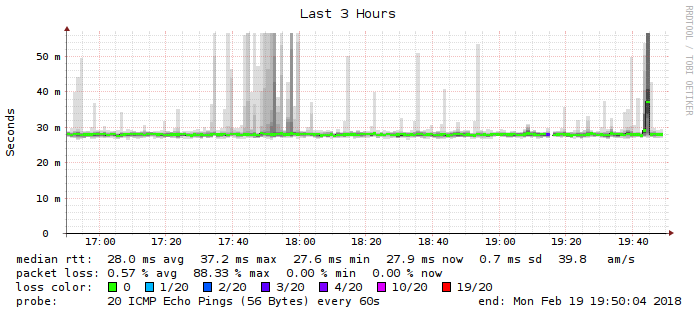 Last 3 Hours
RRDTOOL / TOBI OETIKER
Seconds
50 m
40 m
30 m
20 m
10 m
0
17:00 17:20 17:40 18:00 18:20 18:40 19:00 19:20 19:40
median rtt: 28.0 ms avg 37.2 ms max 27.6 ms min 27.9 ms now 0.7 ms sd 39.8 am/s
packet loss: 0.57 % avg 88.33 % max 0.00 % min 0.00 % now
loss color: 0 1/20 2/20 3/20 4/20 10/20 19/20
probe: 20 ICMP Echo Pings (56 Bytes) every 60s end: Mon Feb 19 19:50:04 2018